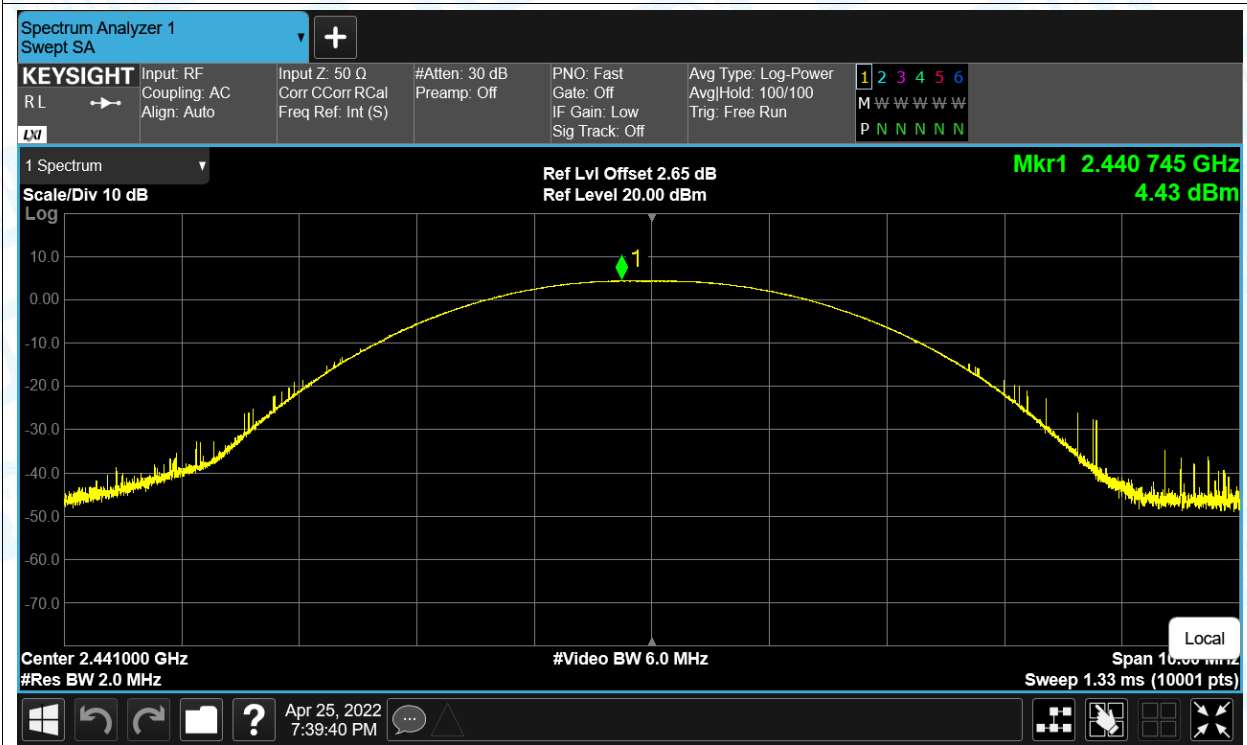 Spectrum Analyzer 1
Swept SA
KEYSIGHT
R L
LXI
Input: RF
Coupling: AC
Align: Auto
Input Z: 50 Ω
Corr CCorr RCal
Freq Ref: Int (S)
#Atten: 30 dB
Preamp: Off
PNO: Fast
Gate: Off
IF Gain: Low
Sig Track: Off
Avg Type: Log-Power
Avg|Hold: 100/100
Trig: Free Run
1 2 3 4 5 6
M W W W W W
P N N N N N
1 Spectrum
Scale/Div 10 dB
Log
Ref Lvl Offset 2.65 dB
Ref Level 20.00 dBm
Mkr1 2.440 745 GHz
4.43 dBm
1
10.0
0.00
-10.0
-20.0
-30.0
-40.0
-50.0
-60.0
-70.0
Local
Center 2.441000 GHz
#Video BW 6.0 MHz
Span 10.00 MHz
#Res BW 2.0 MHz
Sweep 1.33 ms (10001 pts)
?
Apr 25, 2022
7:39:40 PM